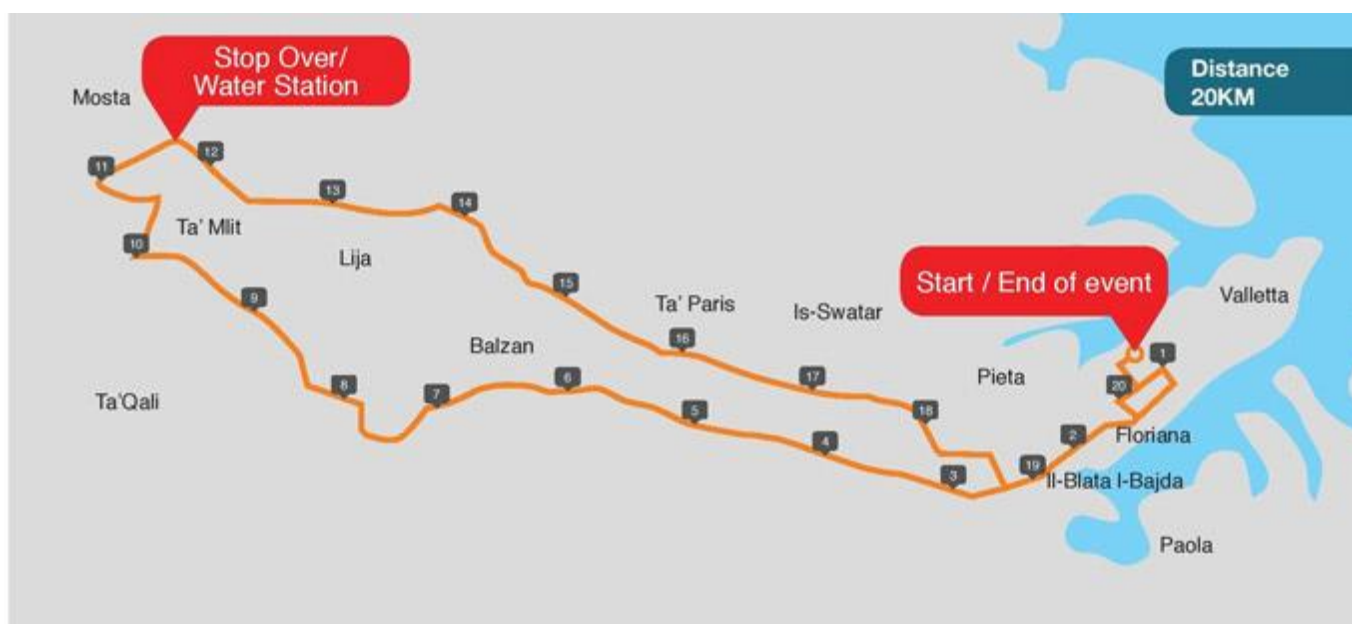 Stop Over/
Water Station
Distance
20KM
Mosta
11
12
13
14
Ta' Mlit
10
Lija
9
15
Ta' Paris
Is-Swatar
16
17
Start / End of event
Valletta
1
Pieta
20
Balzan
Ta'Qali
8
7
6
5
4
18
2
Floriana
3
19
Il-Blata l-Bajda
Paola